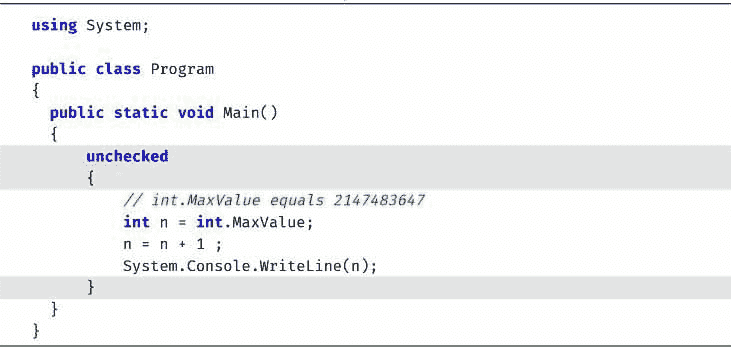 using System;
public class Program
{
public static void Main()
{
unchecked
{
// int.MaxValue equals 2147483647
int n = int.MaxValue;
n = n + 1 ;
System.Console.WriteLine(n);
}
}
}